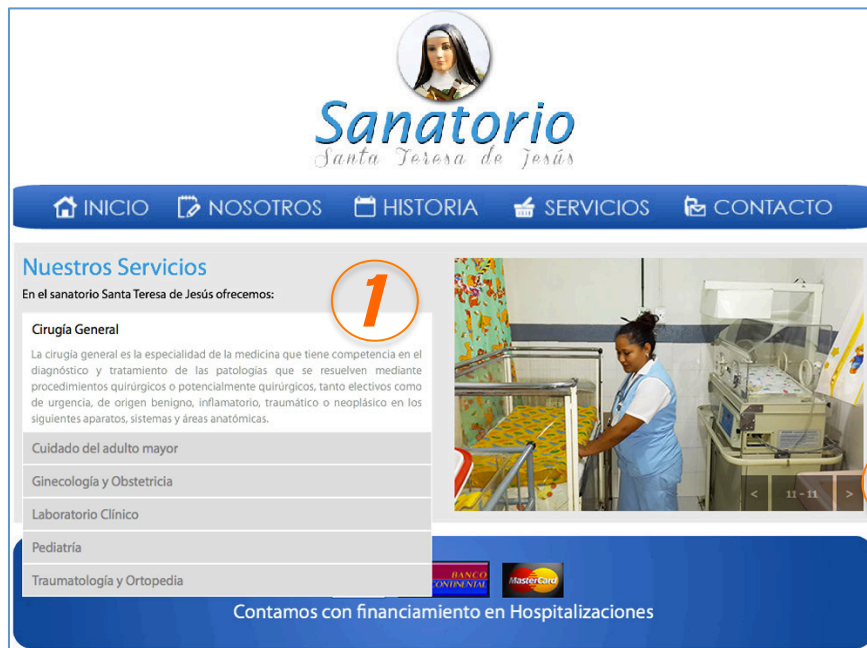 Sanatorio
Santa Teresa de Jesús
INICIO NOSOTROS HISTORIA SERVICIOS CONTACTO
Nuestros Servicios
En el sanatorio Santa Teresa de Jesús ofrecemos:
1
Cirugía General
La cirugía general es la especialidad de la medicina que tiene competencia en el
diagnóstico y tratamiento de las patologías que se resuelven mediante
procedimientos quirúrgicos o potencialmente quirúrgicos, tanto electivos como
de urgencia, de origen benigno, inflamatorio, traumático o neoplásico en los
siguientes aparatos, sistemas y áreas anatómicas.
Cuidado del adulto mayor
Ginecología y Obstetricia
Laboratorio Clínico
Pediatría
Traumatología y Ortopedia
< 11 - 11 >
BANCO
CONTINENTAL
MasterCard
Contamos con financiamiento en Hospitalizaciones